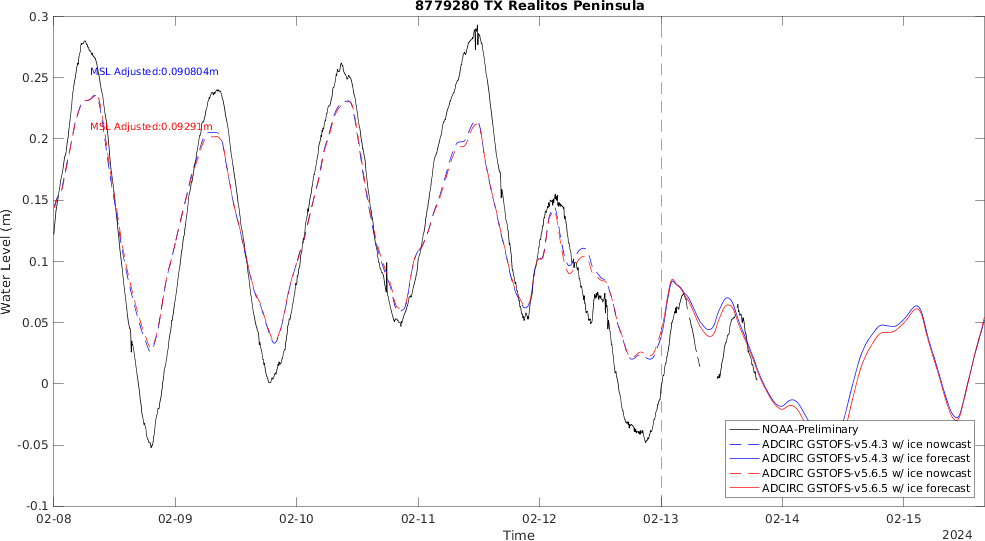 8779280 TX Realitos Peninsula
0.3
0.25
0.2
0.15
0.1
0.05
0
-0.05
-0.1
Water Level (m)
MSL Adjusted:0.090804m
MSL Adjusted:0.09291m
NOAA-Preliminary
ADCIRC GSTOFS-v5.4.3 w/ ice nowcast
ADCIRC GSTOFS-v5.4.3 w/ ice forecast
ADCIRC GSTOFS-v5.6.5 w/ ice nowcast
ADCIRC GSTOFS-v5.6.5 w/ ice forecast
02-08 02-09 02-10 02-11 02-12 02-13 02-14 02-15
Time
2024